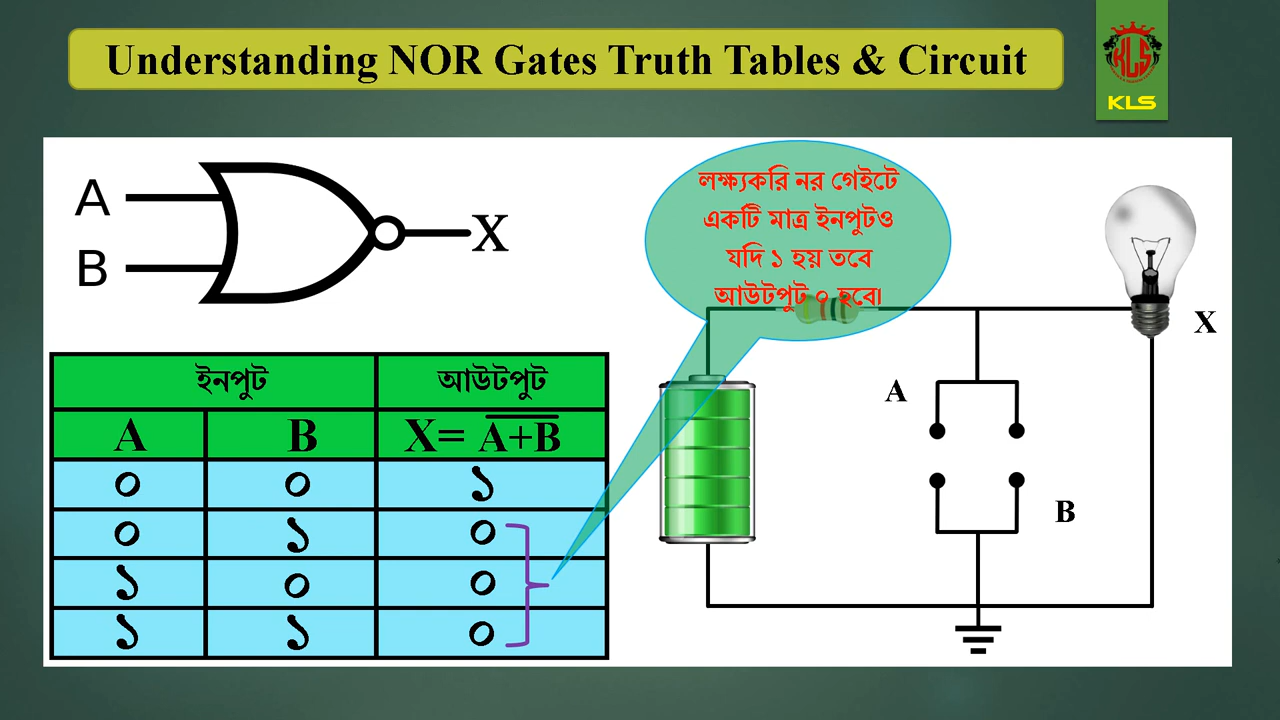 Understanding NOR Gates Truth Tables & Circuit
KLS
KLS
A
B
X
লক্ষ্যকরি নর গেইটে
একটি মাত্র ইনপুটও
যদি ১ হয় তবে
আউটপুট ০ হবে।
X
A
B
ইনপুট আউটপুট
A B X= \overline{A+B}
০ ০ ১
০ ১ ০
১ ০ ০
১ ১ ০